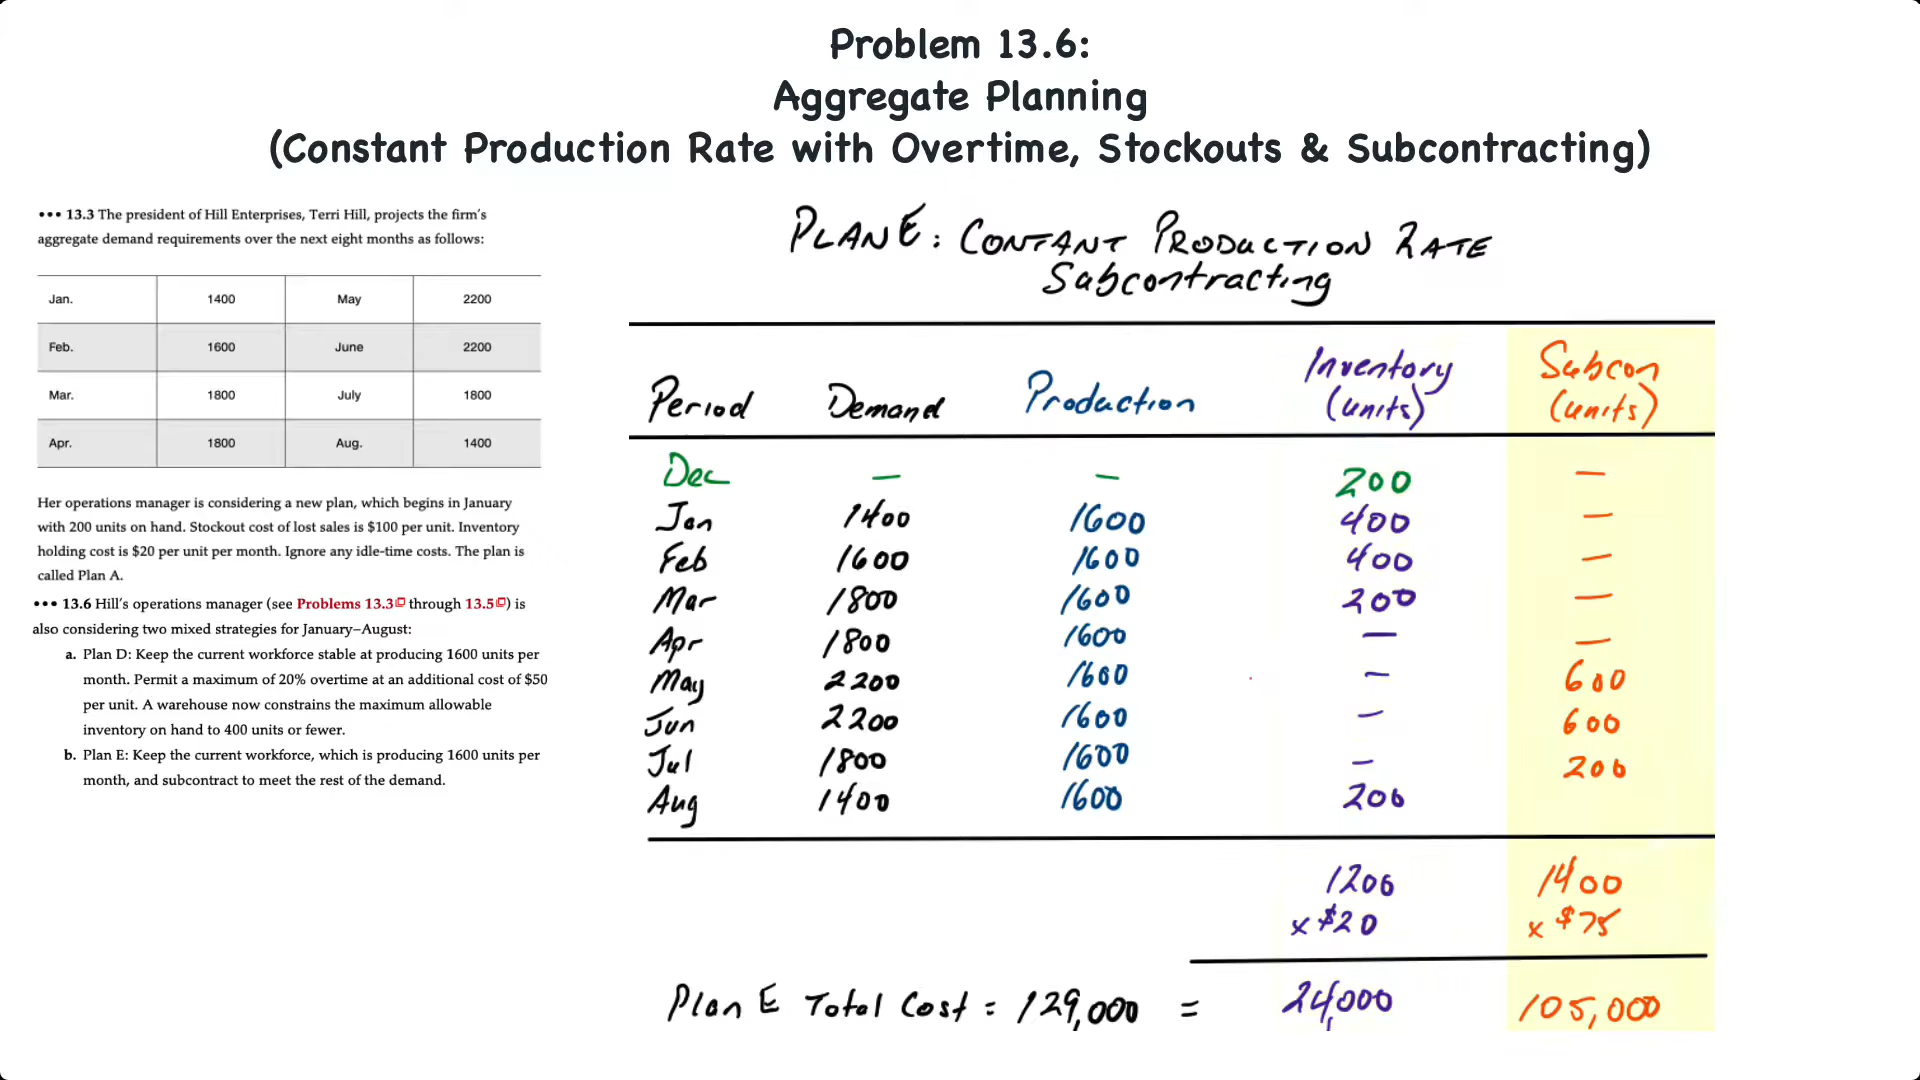 Problem 13.6:
Aggregate Planning
(Constant Production Rate with Overtime, Stockouts & Subcontracting)
••• 13.3 The president of Hill Enterprises, Terri Hill, projects the firm's
aggregate demand requirements over the next eight months as follows:
Jan. 1400 May 2200
Feb. 1600 June 2200
Mar. 1800 July 1800
Apr. 1800 Aug. 1400
Her operations manager is considering a new plan, which begins in January
with 200 units on hand. Stockout cost of lost sales is $100 per unit. Inventory
holding cost is $20 per unit per month. Ignore any idle-time costs. The plan is
called Plan A.
••• 13.6 Hill's operations manager (see Problems 13.3 through 13.5) is
also considering two mixed strategies for January–August:
a. Plan D: Keep the current workforce stable at producing 1600 units per
month. Permit a maximum of 20% overtime at an additional cost of $50
per unit. A warehouse now constrains the maximum allowable
inventory on hand to 400 units or fewer.
b. Plan E: Keep the current workforce, which is producing 1600 units per
month, and subcontract to meet the rest of the demand.
PLAN E: CONTANT PRODUCTION RATE
Subcontracting
Period Demand Production Inventory (units) Subcon (units)
Dec — — 200 —
Jan 1400 1600 400 —
Feb 1600 1600 400 —
Mar 1800 1600 200 —
Apr 1800 1600 — —
May 2200 1600 — 600
Jun 2200 1600 — 600
Jul 1800 1600 — 200
Aug 1400 1600 200
1200 1400
x $20 x $75
Plan E Total Cost = 129,000 = 24,000 105,000